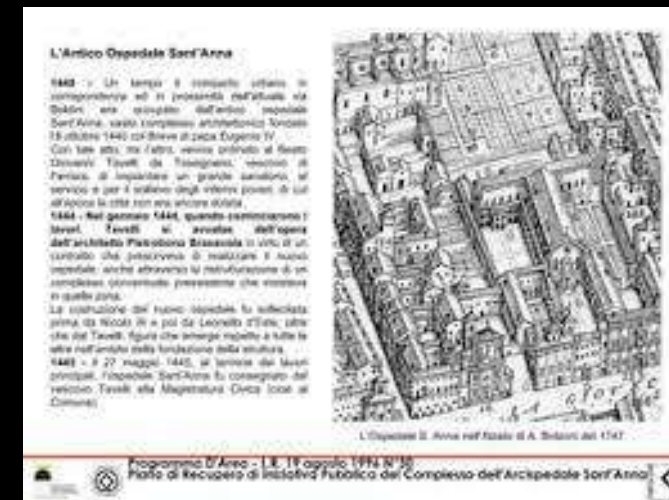 L'Antico Ospedale Sant'Anna
1440 - Un tempo il comparto urbano in
corrispondenza ed in prossimità dell'attuale via
Boldini era occupato dall'antico ospedale
Sant'Anna, vasto complesso architettonico fondato
18 ottobre 1440 col Breve di papa Eugenio IV.
Con tale atto, tra l'altro, veniva ordinato al Beato
Giovanni Tavelli da Tossignano, vescovo di
Ferrara, di impiantare un grande sanatorio, al
servizio e per il sollievo degli infermi poveri, di cui
all'epoca la città non era ancora dotata.
1444 - Nel gennaio 1444, quando cominciarono i
lavori, Tavelli si avvalse dell'opera
dell'architetto Pietrobono Brasavola in virtù di un
contratto che prescriveva di realizzare il nuovo
ospedale, anche attraverso la ristrutturazione di un
complesso conventuale preesistente che insisteva
in quella zona.
La costruzione del nuovo ospedale fu sollecitata
prima da Nicolò III e poi da Leonello d'Este, oltre
che dal Tavelli, figura che emerge rispetto a tutte le
altre nell'ambito della fondazione della struttura.
1445 - Il 27 maggio 1445, al termine dei lavori
principali, l'ospedale Sant'Anna fu consegnato dal
vescovo Tavelli alla Magistratura Civica (cioè al
Comune).
L'Ospedale S. Anna nell'Alzato di A. Bolzoni del 1747
Programma D'Area - L.R. 19 agosto 1996 N°30
Piano di Recupero di Iniziativa Pubblica del Complesso dell'Arcispedale Sant'Anna